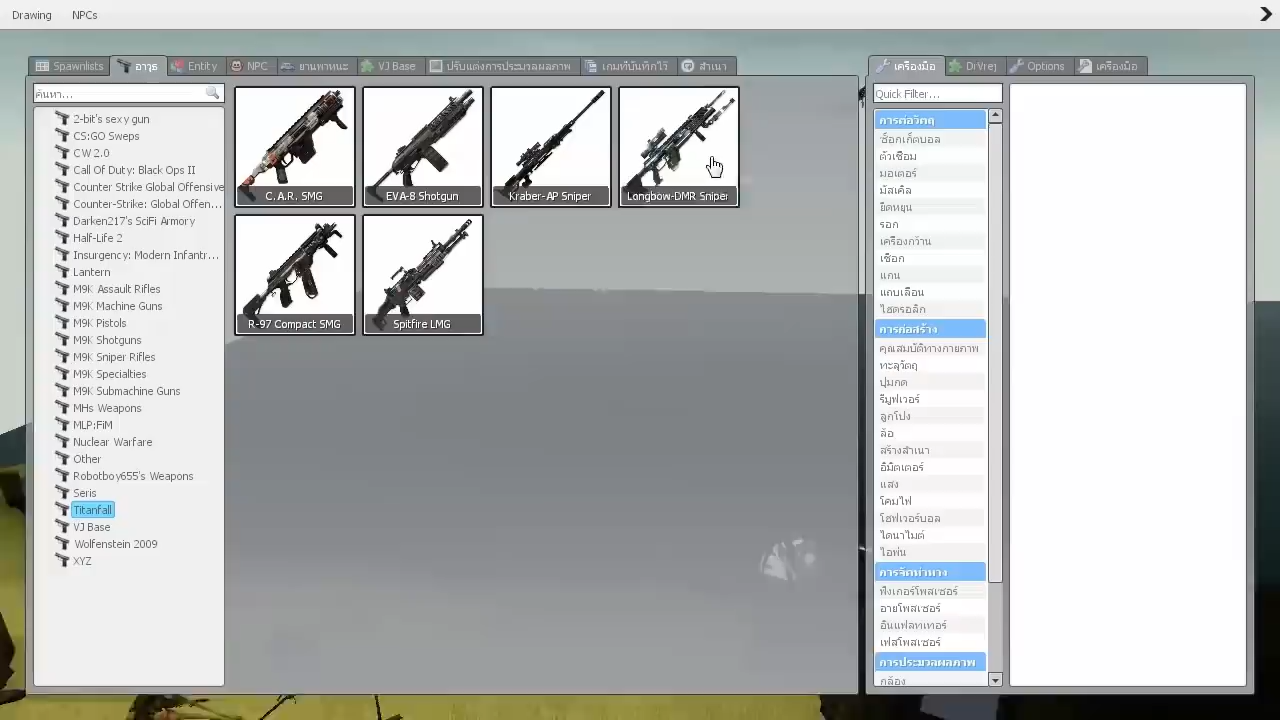 Drawing
NPCs
Spawnlists
อาวุธ
Entity
NPC
ยานพาหนะ
VJ Base
ปรับแต่งการประมวลผลภาพ
เกมที่บันทึกไว้
สำเนา
ค้นหา...
2-bit's sexy gun
CS:GO Sweps
CW 2.0
Call Of Duty: Black Ops II
Counter Strike Global Offensive
Counter-Strike: Global Offen...
Darken217's SciFi Armory
Half-Life 2
Insurgency: Modern Infantr...
Lantern
M9K Assault Rifles
M9K Machine Guns
M9K Pistols
M9K Shotguns
M9K Sniper Rifles
M9K Specialties
M9K Submachine Guns
MHs Weapons
MLP:FiM
Nuclear Warfare
Other
Robotboy655's Weapons
Seris
Titanfall
VJ Base
Wolfenstein 2009
XYZ
C.A.R. SMG
EVA-8 Shotgun
Kraber-AP Sniper
Longbow-DMR Sniper
R-97 Compact SMG
Spitfire LMG
เครื่องมือ
DrVrej
Options
เครื่องมือ
Quick Filter...
การต่อวัตถุ
ซ็อกเก็ตบอล
ตัวเชื่อม
มอเตอร์
มัสเคิล
ยืดหยุ่น
รอก
เครื่องกว้าน
เชือก
แกน
แถบเลื่อน
ไฮดรอลิก
การก่อสร้าง
คุณสมบัติทางกายภาพ
ทะลุวัตถุ
ปุ่มกด
รีมูฟเวอร์
ลูกโป่ง
ล้อ
สร้างสำเนา
อิมิตเตอร์
แสง
โคมไฟ
โฮฟเวอร์บอล
ไดนาไมต์
ไอพ่น
การจัดท่าทาง
ฟิงเกอร์โพสเซอร์
อายโพสเซอร์
อินแฟลทเทอร์
เฟสโพสเซอร์
การประมวลผลภาพ
กล้อง